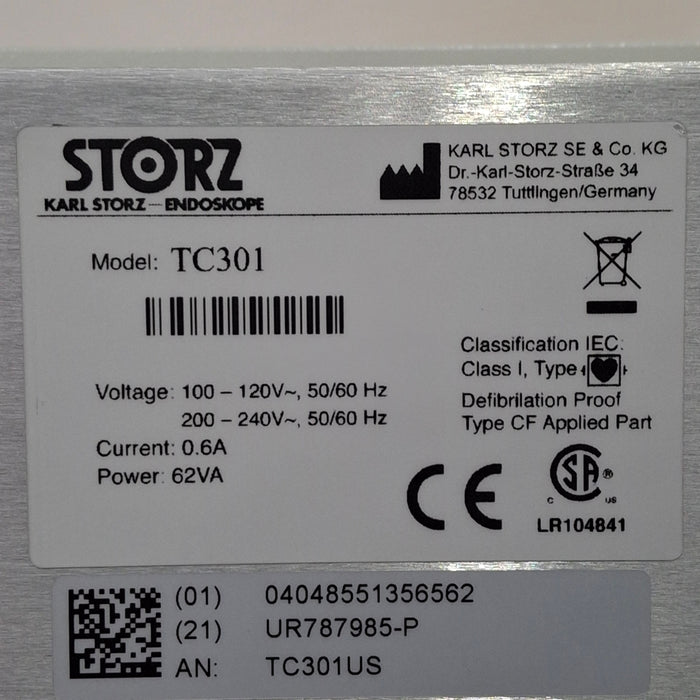 STORZ
KARL STORZ — ENDOSKOPE
KARL STORZ SE & Co. KG
Dr.-Karl-Storz-Straße 34
78532 Tuttlingen/Germany
Model: TC301
Voltage: 100 – 120V~, 50/60 Hz
200 – 240V~, 50/60 Hz
Current: 0.6A
Power: 62VA
Classification IEC:
Class I, Type
Defibrilation Proof
Type CF Applied Part
CE
SA ®
C US
LR104841
(01) 04048551356562
(21) UR787985-P
AN: TC301US